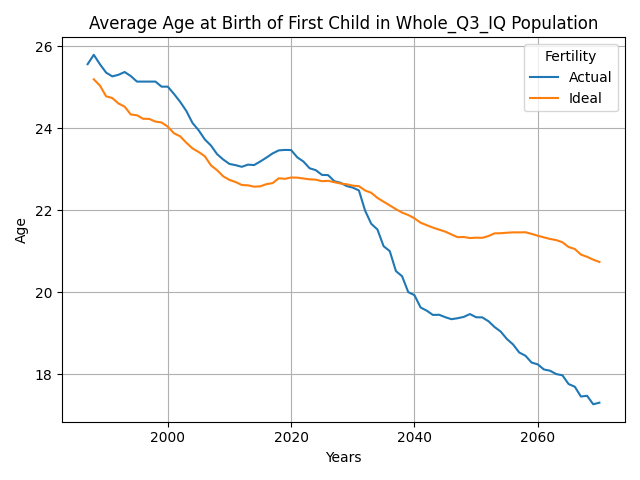 Average Age at Birth of First Child in Whole_Q3_IQ Population
26
24
22
20
18
Age
2000 2020 2040 2060
Years
Fertility
Actual
Ideal